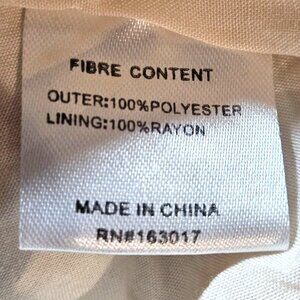 FIBRE CONTENT
OUTER:100%POLYESTER
LINING:100%RAYON
MADE IN CHINA
RN#163017